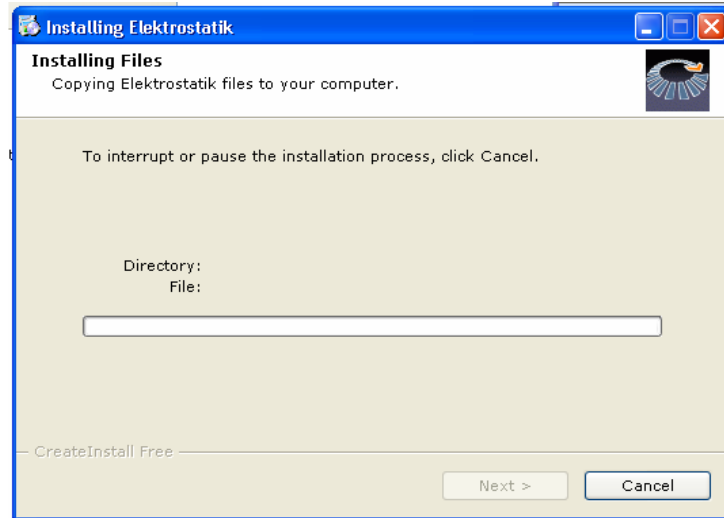 Installing Elektrostatik
Installing Files
Copying Elektrostatik files to your computer.
To interrupt or pause the installation process, click Cancel.
Directory:
File:
CreateInstall Free
Next >
Cancel